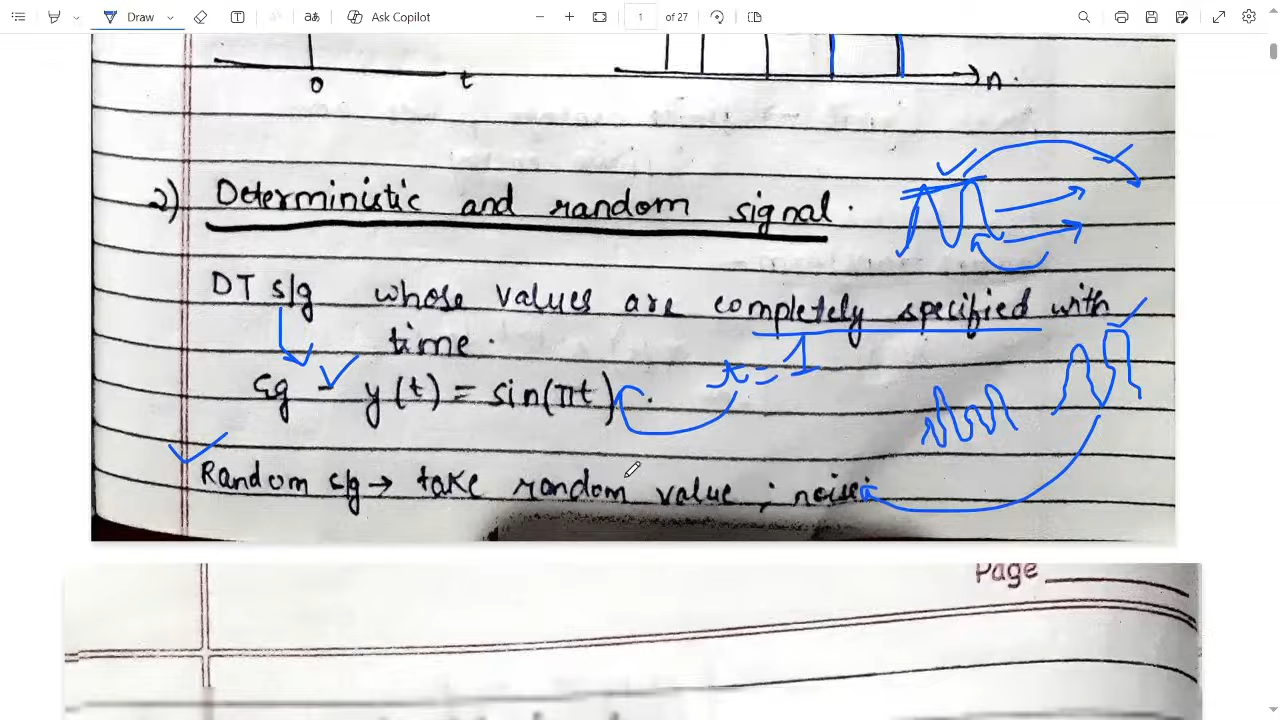 Draw
Ask Copilot
1 of 27
0 t
n.
2) Deterministic and random signal.
DT s/g whose values are completely specified with
time.
t = 1
Eg - y(t) = sin(πt).
Random s/g → take random value ; noise.
Page